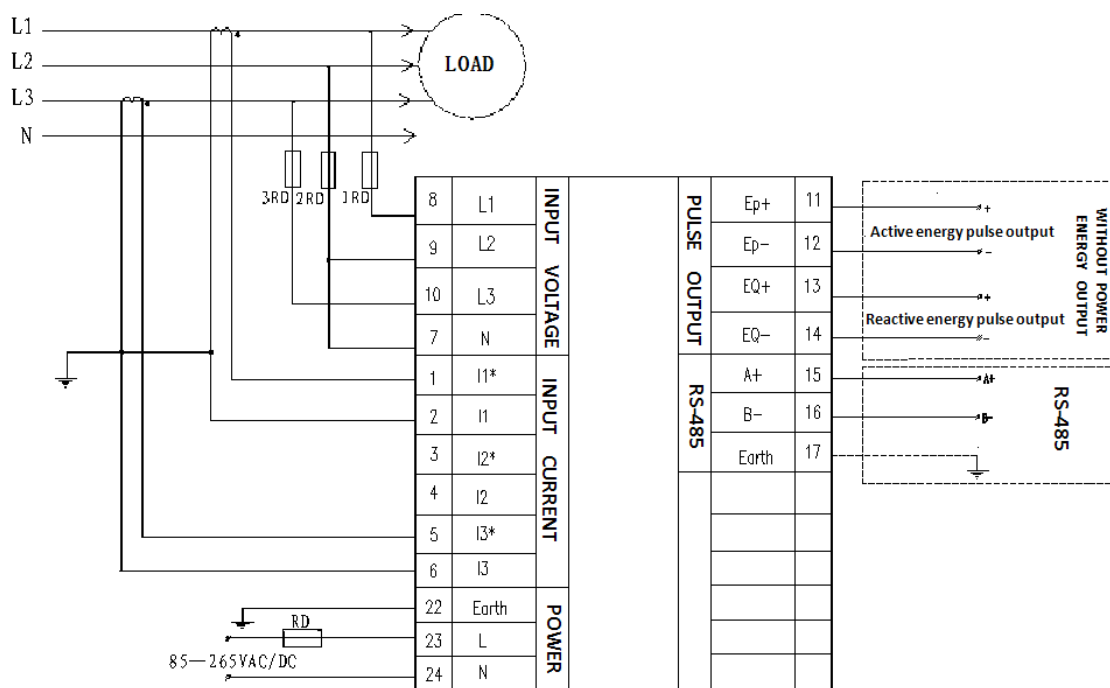 L1
L2
L3
N
LOAD
3RD 2RD 1RD
8 L1
9 L2
10 L3
7 N
INPUT VOLTAGE
1 I1*
2 I1
3 I2*
4 I2
5 I3*
6 I3
INPUT CURRENT
22 Earth
23 L
24 N
POWER
RD
85—265VAC/DC
PULSE OUTPUT
Ep+ 11
Ep- 12
EQ+ 13
EQ- 14
RS-485
A+ 15
B- 16
Earth 17
+
Active energy pulse output
-
+
Reactive energy pulse output
-
WITHOUT POWER
ENERGY OUTPUT
A+
B-
RS-485